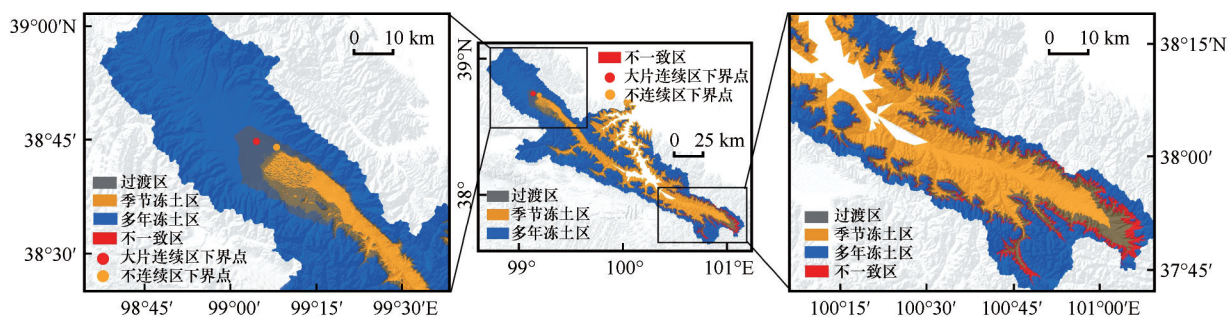 39°00′N
38°45′
38°30′
98°45′
99°00′
99°15′
99°30′E
0 10 km
过渡区
季节冻土区
多年冻土区
不一致区
大片连续区下界点
不连续区下界点
39°N
38°
99°
100°
101°E
不一致区
大片连续区下界点
不连续区下界点
0 25 km
过渡区
季节冻土区
多年冻土区
0 10 km
38°15′N
38°00′
37°45′
100°15′
100°30′
100°45′
101°00′E
过渡区
季节冻土区
多年冻土区
不一致区